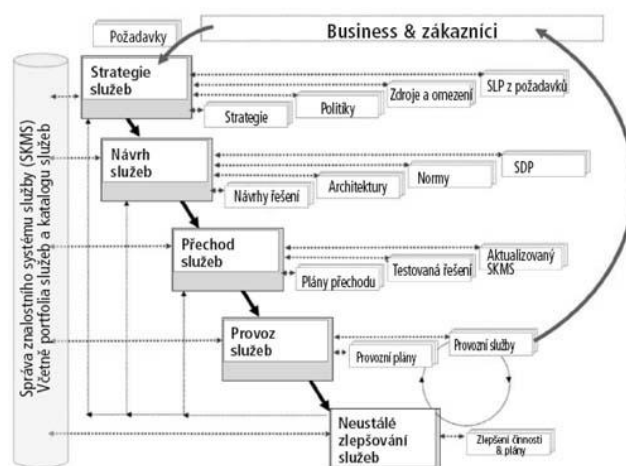 Business & zákazníci
Požadavky
Strategie
služeb
Strategie
Politiky
Zdroje a omezení
SLP z požadavků
Návrh
služeb
Návrhy řešení
Architektury
Normy
SDP
Přechod
služeb
Plány přechodu
Testovaná řešení
Aktualizovaný
SKMS
Provoz
služeb
Provozní plány
Provozní služby
Neustálé
zlepšování
služeb
Zlepšení činností
& plány
Správa znalostního systému služby (SKMS)
Včetně portfolia služeb a katalogu služeb